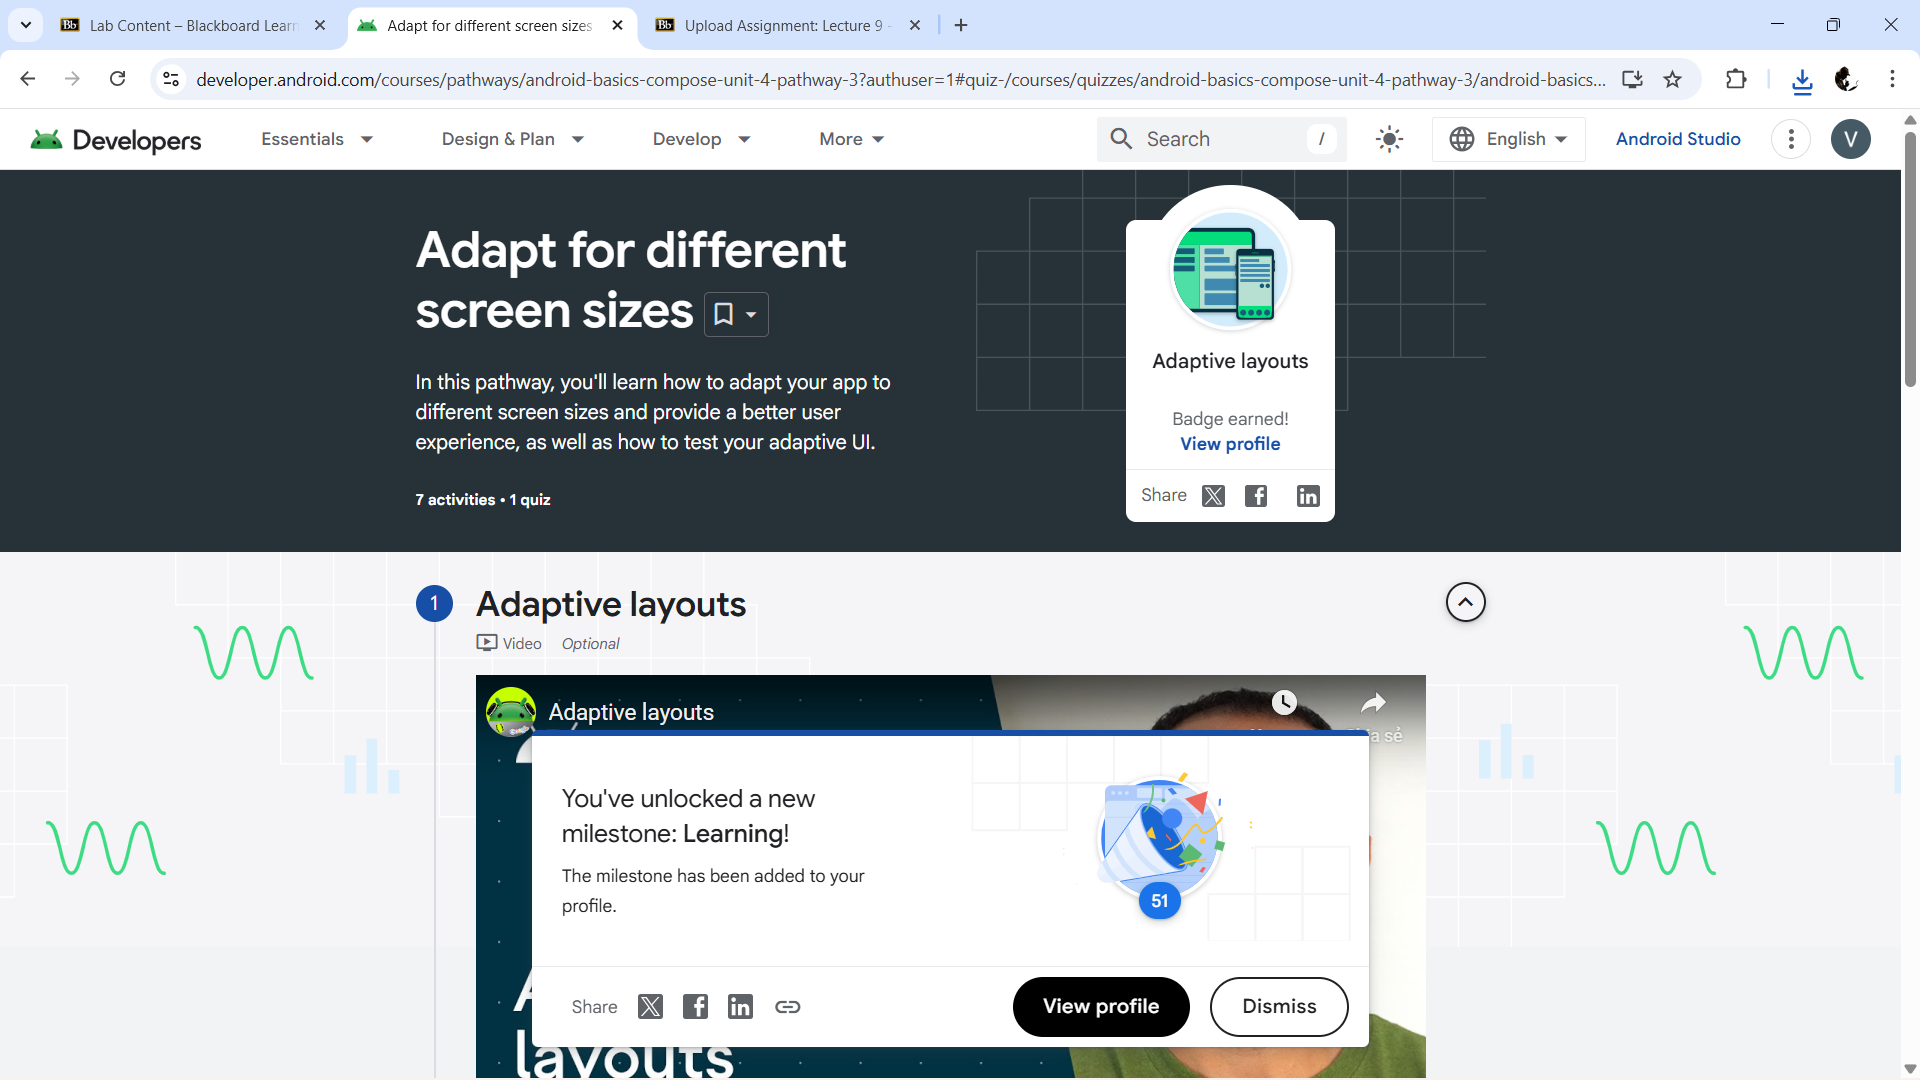 Lab Content – Blackboard Learn
Adapt for different screen sizes
Upload Assignment: Lecture 9 -
developer.android.com/courses/pathways/android-basics-compose-unit-4-pathway-3?authuser=1#quiz-/courses/quizzes/android-basics-compose-unit-4-pathway-3/android-basics...
Developers
Essentials
Design & Plan
Develop
More
Search
/
English
Android Studio
V
Adapt for different
screen sizes
In this pathway, you'll learn how to adapt your app to
different screen sizes and provide a better user
experience, as well as how to test your adaptive UI.
7 activities • 1 quiz
Adaptive layouts
Badge earned!
View profile
Share
1
Adaptive layouts
Video Optional
Adaptive layouts
You've unlocked a new
milestone: Learning!
The milestone has been added to your
profile.
51
Share
View profile
Dismiss
layouts